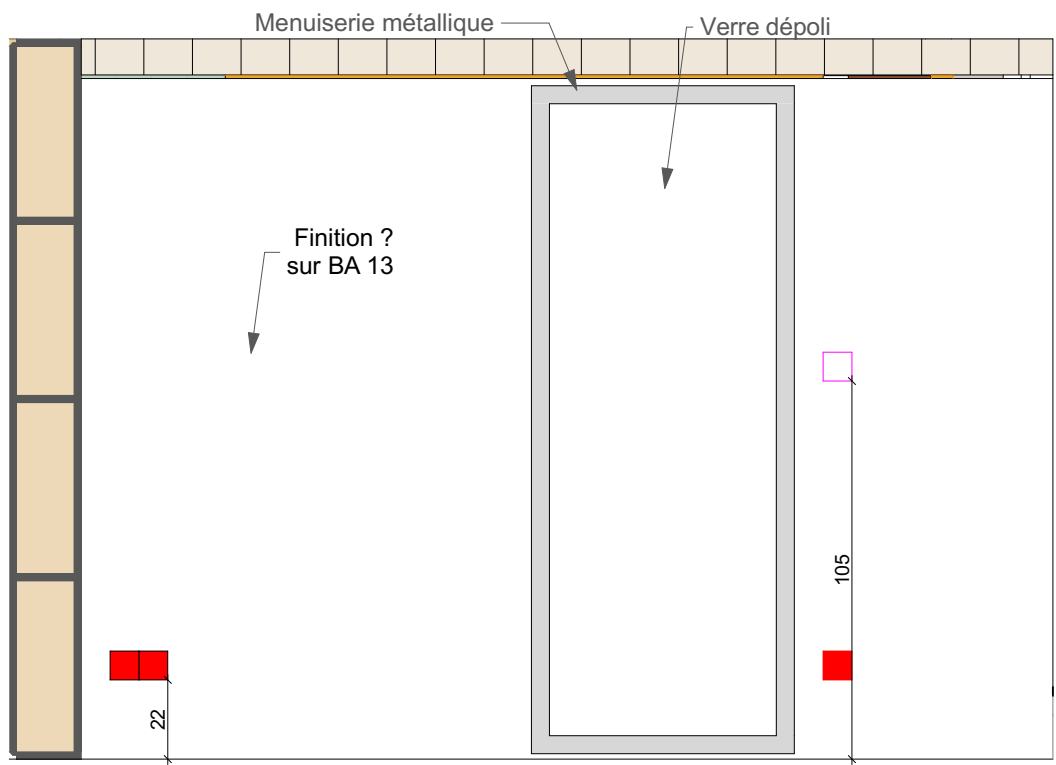 Menuiserie métallique
Verre dépoli
Finition ?
sur BA 13
105
22